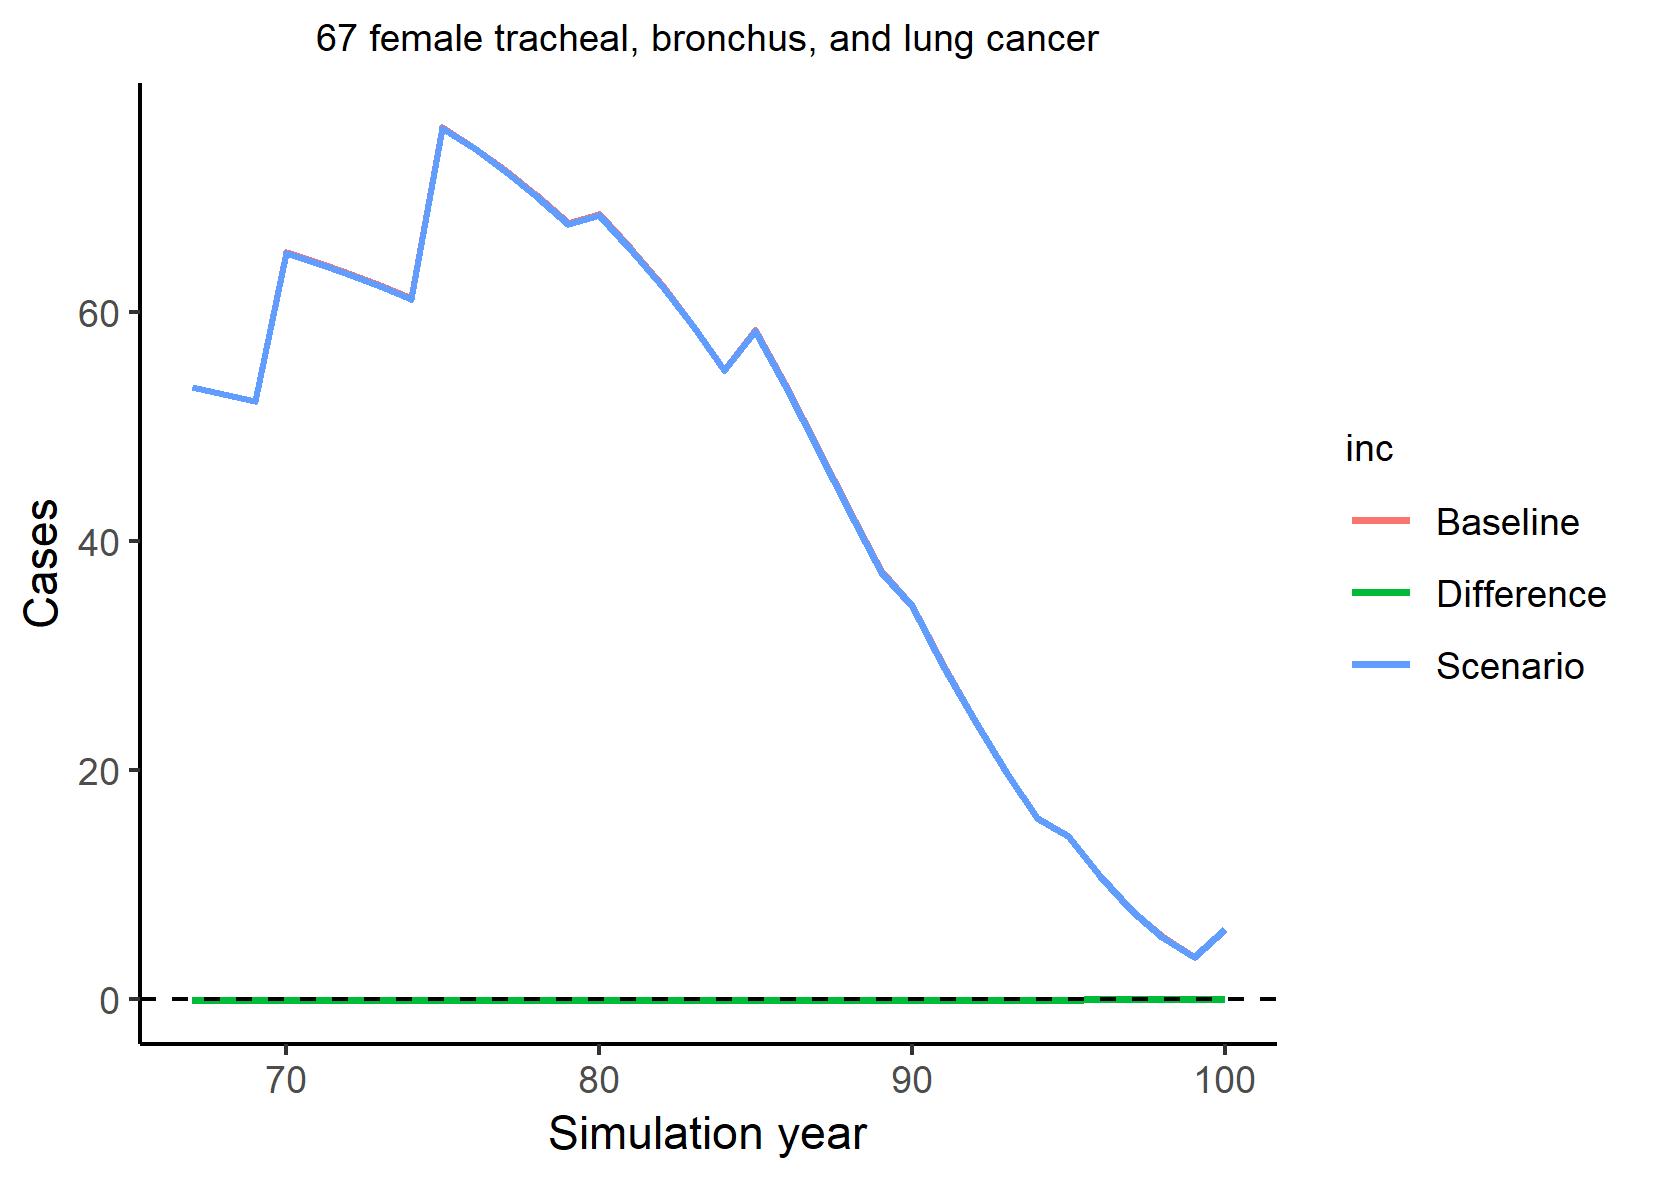 67 female tracheal, bronchus, and lung cancer
Cases
60
40
20
0
70 80 90 100
Simulation year
inc
Baseline
Difference
Scenario